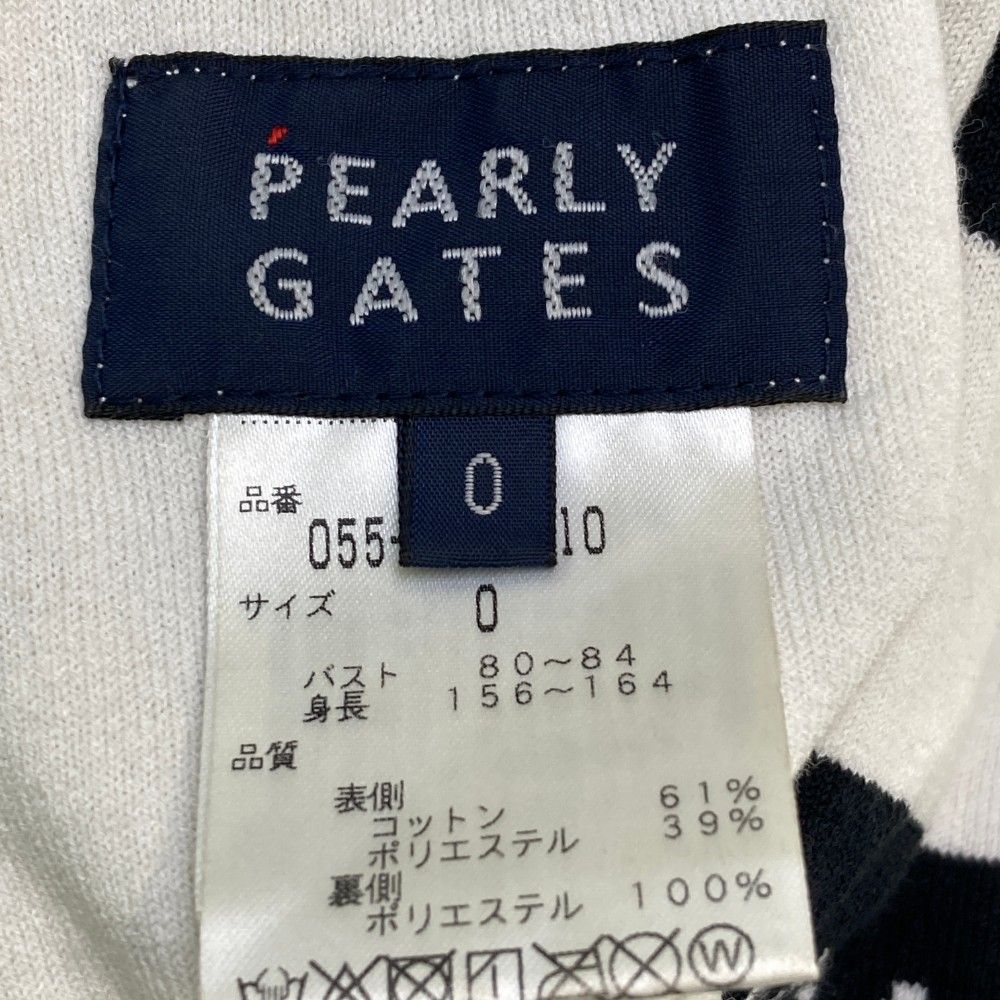 PEARLY
GATES
0
品番
055- 10
サイズ 0
バスト 80~84
身長 156~164
品質
表側
コットン 61%
ポリエステル 39%
裏側
ポリエステル 100%
W